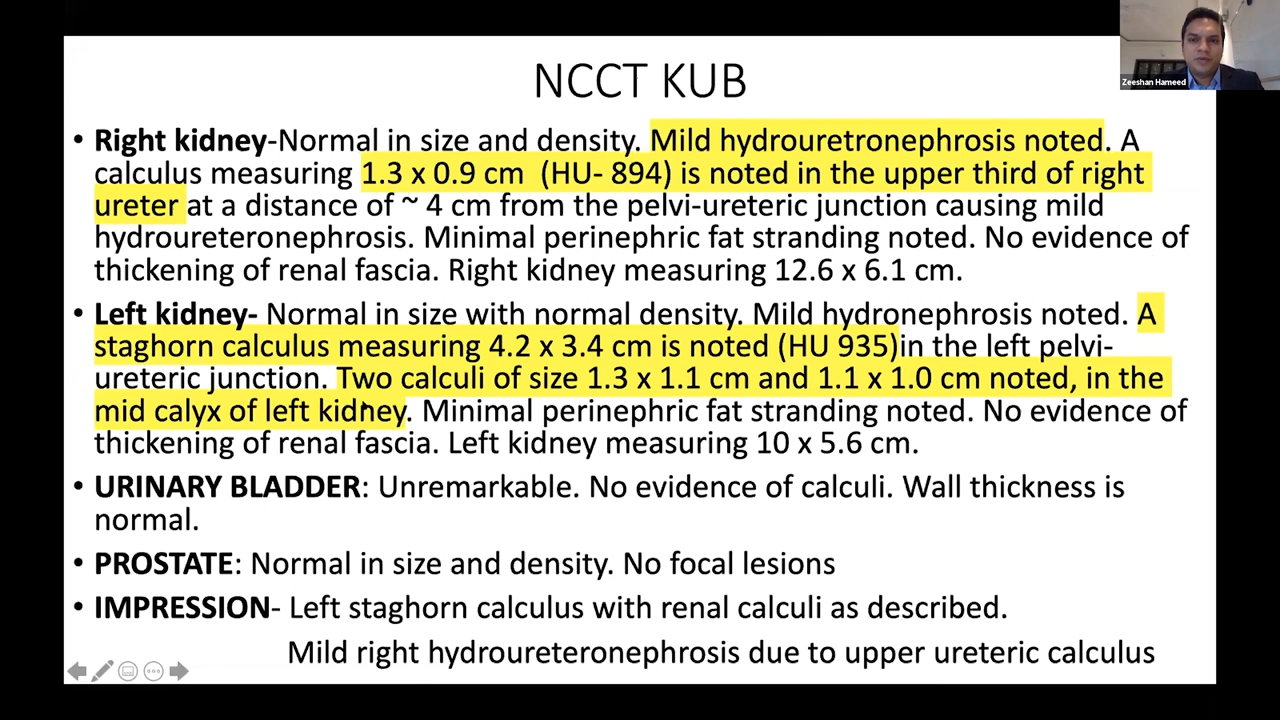 Zeeshan Hameed
NCCT KUB
• Right kidney-Normal in size and density. Mild hydrouretronephrosis noted. A
calculus measuring 1.3 x 0.9 cm (HU- 894) is noted in the upper third of right
ureter at a distance of ~ 4 cm from the pelvi-ureteric junction causing mild
hydroureteronephrosis. Minimal perinephric fat stranding noted. No evidence of
thickening of renal fascia. Right kidney measuring 12.6 x 6.1 cm.
• Left kidney- Normal in size with normal density. Mild hydronephrosis noted. A
staghorn calculus measuring 4.2 x 3.4 cm is noted (HU 935)in the left pelvi-
ureteric junction. Two calculi of size 1.3 x 1.1 cm and 1.1 x 1.0 cm noted, in the
mid calyx of left kidney. Minimal perinephric fat stranding noted. No evidence of
thickening of renal fascia. Left kidney measuring 10 x 5.6 cm.
• URINARY BLADDER: Unremarkable. No evidence of calculi. Wall thickness is
normal.
• PROSTATE: Normal in size and density. No focal lesions
• IMPRESSION- Left staghorn calculus with renal calculi as described.
Mild right hydroureteronephrosis due to upper ureteric calculus